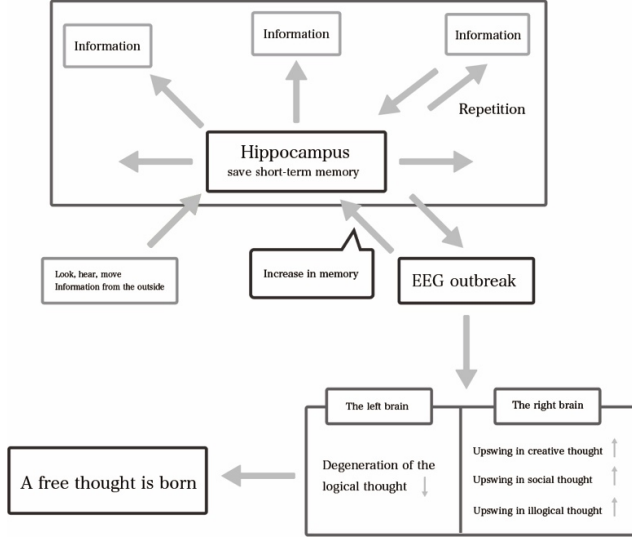 Information
Information
Information
Repetition
Hippocampus
save short-term memory
Look, hear, move
Information from the outside
Increase in memory
EEG outbreak
The left brain
The right brain
Degeneration of the
logical thought
Upswing in creative thought
Upswing in social thought
Upswing in illogical thought
A free thought is born